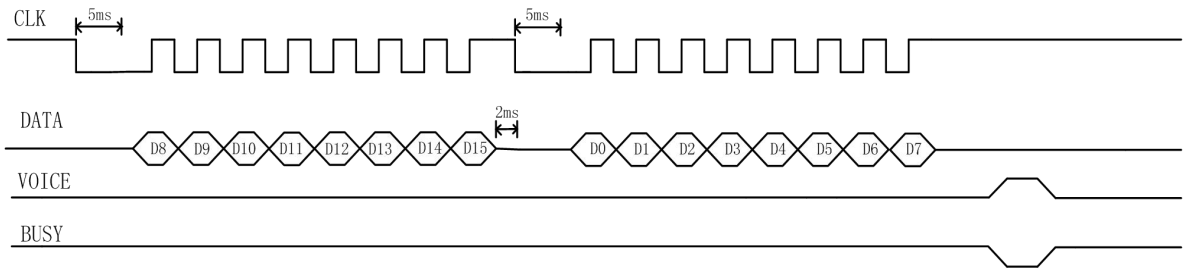 CLK 5ms 5ms
DATA 2ms
D8 D9 D10 D11 D12 D13 D14 D15 D0 D1 D2 D3 D4 D5 D6 D7
VOICE
BUSY